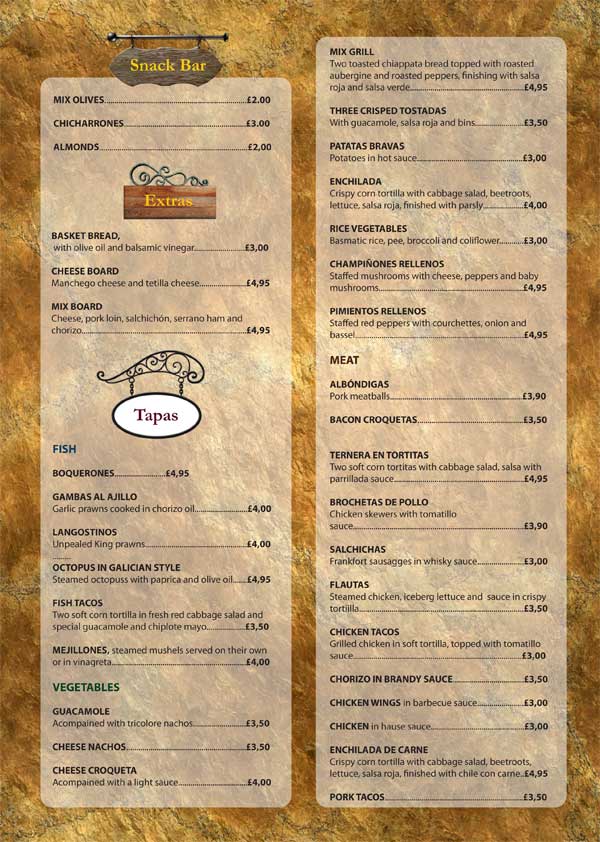 Snack Bar
MIX OLIVES.....£2.00
CHICHARRONES.....£3.00
ALMONDS.....£2,00
Extras
BASKET BREAD,
with olive oil and balsamic vinegar.....£3,00
CHEESE BOARD
Manchego cheese and tetilla cheese.....£4,95
MIX BOARD
Cheese, pork loin, salchichón, serrano ham and
chorizo.....£4,95
Tapas
FISH
BOQUERONES.....£4,95
GAMBAS AL AJILLO
Garlic prawns cooked in chorizo oil.....£4,00
LANGOSTINOS
Unpealed King prawns.....£4,00
........
OCTOPUS IN GALICIAN STYLE
Steamed octopuss with paprica and olive oil.....£4,95
FISH TACOS
Two soft corn tortilla in fresh red cabbage salad and
special guacamole and chiplote mayo.....£3,50
MEJILLONES, steamed mushels served on their own
or in vinagreta.....£4,00
VEGETABLES
GUACAMOLE
Acompained with tricolore nachos.....£3,50
CHEESE NACHOS.....£3,50
CHEESE CROQUETA
Acompained with a light sauce.....£4,00
MIX GRILL
Two toasted chiappata bread topped with roasted
aubergine and roasted peppers, finishing with salsa
roja and salsa verde.....£4,95
THREE CRISPED TOSTADAS
With guacamole, salsa roja and bins.....£3,50
PATATAS BRAVAS
Potatoes in hot sauce.....£3,00
ENCHILADA
Crispy corn tortilla with cabbage salad, beetroots,
lettuce, salsa roja, finished with parsly.....£4,00
RICE VEGETABLES
Basmatic rice, pee, broccoli and coliflower.....£3,00
CHAMPIÑONES RELLENOS
Staffed mushrooms with cheese, peppers and baby
mushrooms.....£4,95
PIMIENTOS RELLENOS
Staffed red peppers with courchettes, onion and
bassel.....£4,95
MEAT
ALBÓNDIGAS
Pork meatballs.....£3,90
BACON CROQUETAS.....£3,50
TERNERA EN TORTITAS
Two soft corn tortitas with cabbage salad, salsa with
parrillada sauce.....£4,95
BROCHETAS DE POLLO
Chicken skewers with tomatillo
sauce.....£3,90
SALCHICHAS
Frankfort sausagges in whisky sauce.....£3,00
FLAUTAS
Steamed chicken, iceberg lettuce and sauce in crispy
tortiilla.....£3,50
CHICKEN TACOS
Grilled chicken in soft tortilla, topped with tomatillo
sauce.....£3,00
CHORIZO IN BRANDY SAUCE.....£3,50
CHICKEN WINGS in barbecue sauce.....£3,00
CHICKEN in hause sauce.....£3,00
ENCHILADA DE CARNE
Crispy corn tortilla with cabbage salad, beetroots,
lettuce, salsa roja, finished with chile con carne..£4,95
PORK TACOS.....£3,50